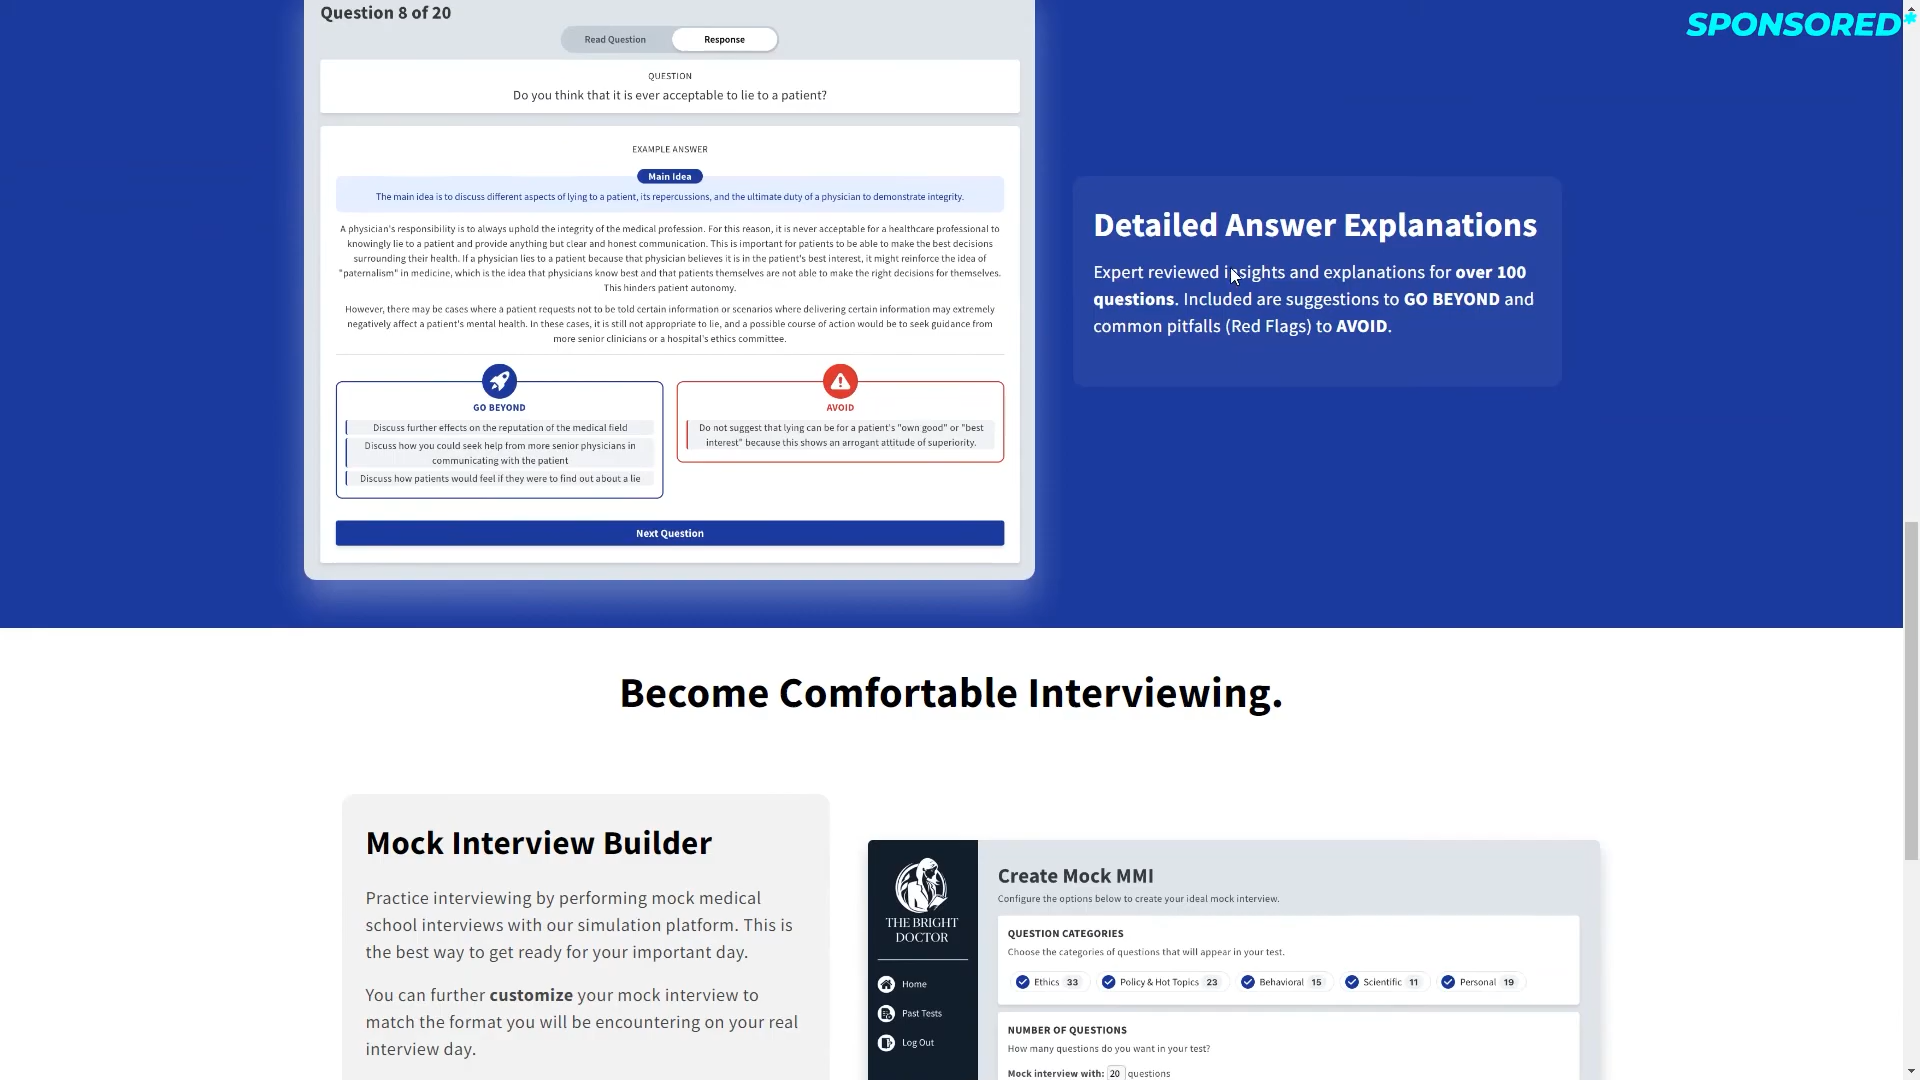 SPONSORED*
Question 8 of 20
Read Question
Response
QUESTION
Do you think that it is ever acceptable to lie to a patient?
EXAMPLE ANSWER
Main Idea
The main idea is to discuss different aspects of lying to a patient, its repercussions, and the ultimate duty of a physician to demonstrate integrity.
A physician's responsibility is to always uphold the integrity of the medical profession. For this reason, it is never acceptable for a healthcare professional to
knowingly lie to a patient and provide anything but clear and honest communication. This is important for patients to be able to make the best decisions
surrounding their health. If a physician lies to a patient because that physician believes it is in the patient's best interest, it might reinforce the idea of
"paternalism" in medicine, which is the idea that physicians know best and that patients themselves are not able to make the right decisions for themselves.
This hinders patient autonomy.
However, there may be cases where a patient requests not to be told certain information or scenarios where delivering certain information may extremely
negatively affect a patient's mental health. In these cases, it is still not appropriate to lie, and a possible course of action would be to seek guidance from
more senior clinicians or a hospital's ethics committee.
GO BEYOND
Discuss further effects on the reputation of the medical field
Discuss how you could seek help from more senior physicians in
communicating with the patient
Discuss how patients would feel if they were to find out about a lie
AVOID
Do not suggest that lying can be for a patient's "own good" or "best
interest" because this shows an arrogant attitude of superiority.
Next Question
Detailed Answer Explanations
Expert reviewed insights and explanations for over 100
questions. Included are suggestions to GO BEYOND and
common pitfalls (Red Flags) to AVOID.
Become Comfortable Interviewing.
Mock Interview Builder
Practice interviewing by performing mock medical
school interviews with our simulation platform. This is
the best way to get ready for your important day.
You can further customize your mock interview to
match the format you will be encountering on your real
interview day.
THE BRIGHT
DOCTOR
Home
Past Tests
Log Out
Create Mock MMI
Configure the options below to create your ideal mock interview.
QUESTION CATEGORIES
Choose the categories of questions that will appear in your test.
Ethics 33
Policy & Hot Topics 23
Behavioral 15
Scientific 11
Personal 19
NUMBER OF QUESTIONS
How many questions do you want in your test?
Mock interview with: 20 questions